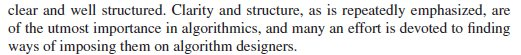 clear and well structured. Clarity and structure, as is repeatedly emphasized, are
of the utmost importance in algorithmics, and many an effort is devoted to finding
ways of imposing them on algorithm designers.